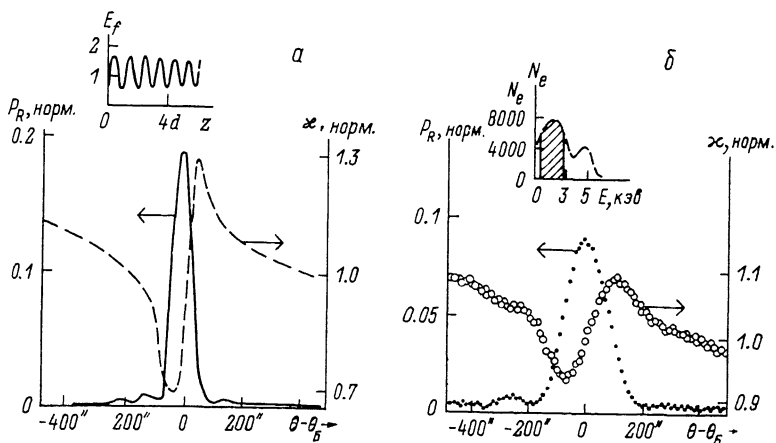 E_f
2
1
0
4d
z
а
P_R, норм.
0.2
0.1
0
ϰ, норм.
1.3
1.0
0.7
-400″
200″
0
200″
θ-θ_Б →
б
N_e
N_e
8000
4000
0
0
3
5
E, кэв
P_R, норм.
0.1
0.05
0
ϰ, норм.
1.1
1.0
0.9
-400″
-200″
0
200″
θ-θ_Б →